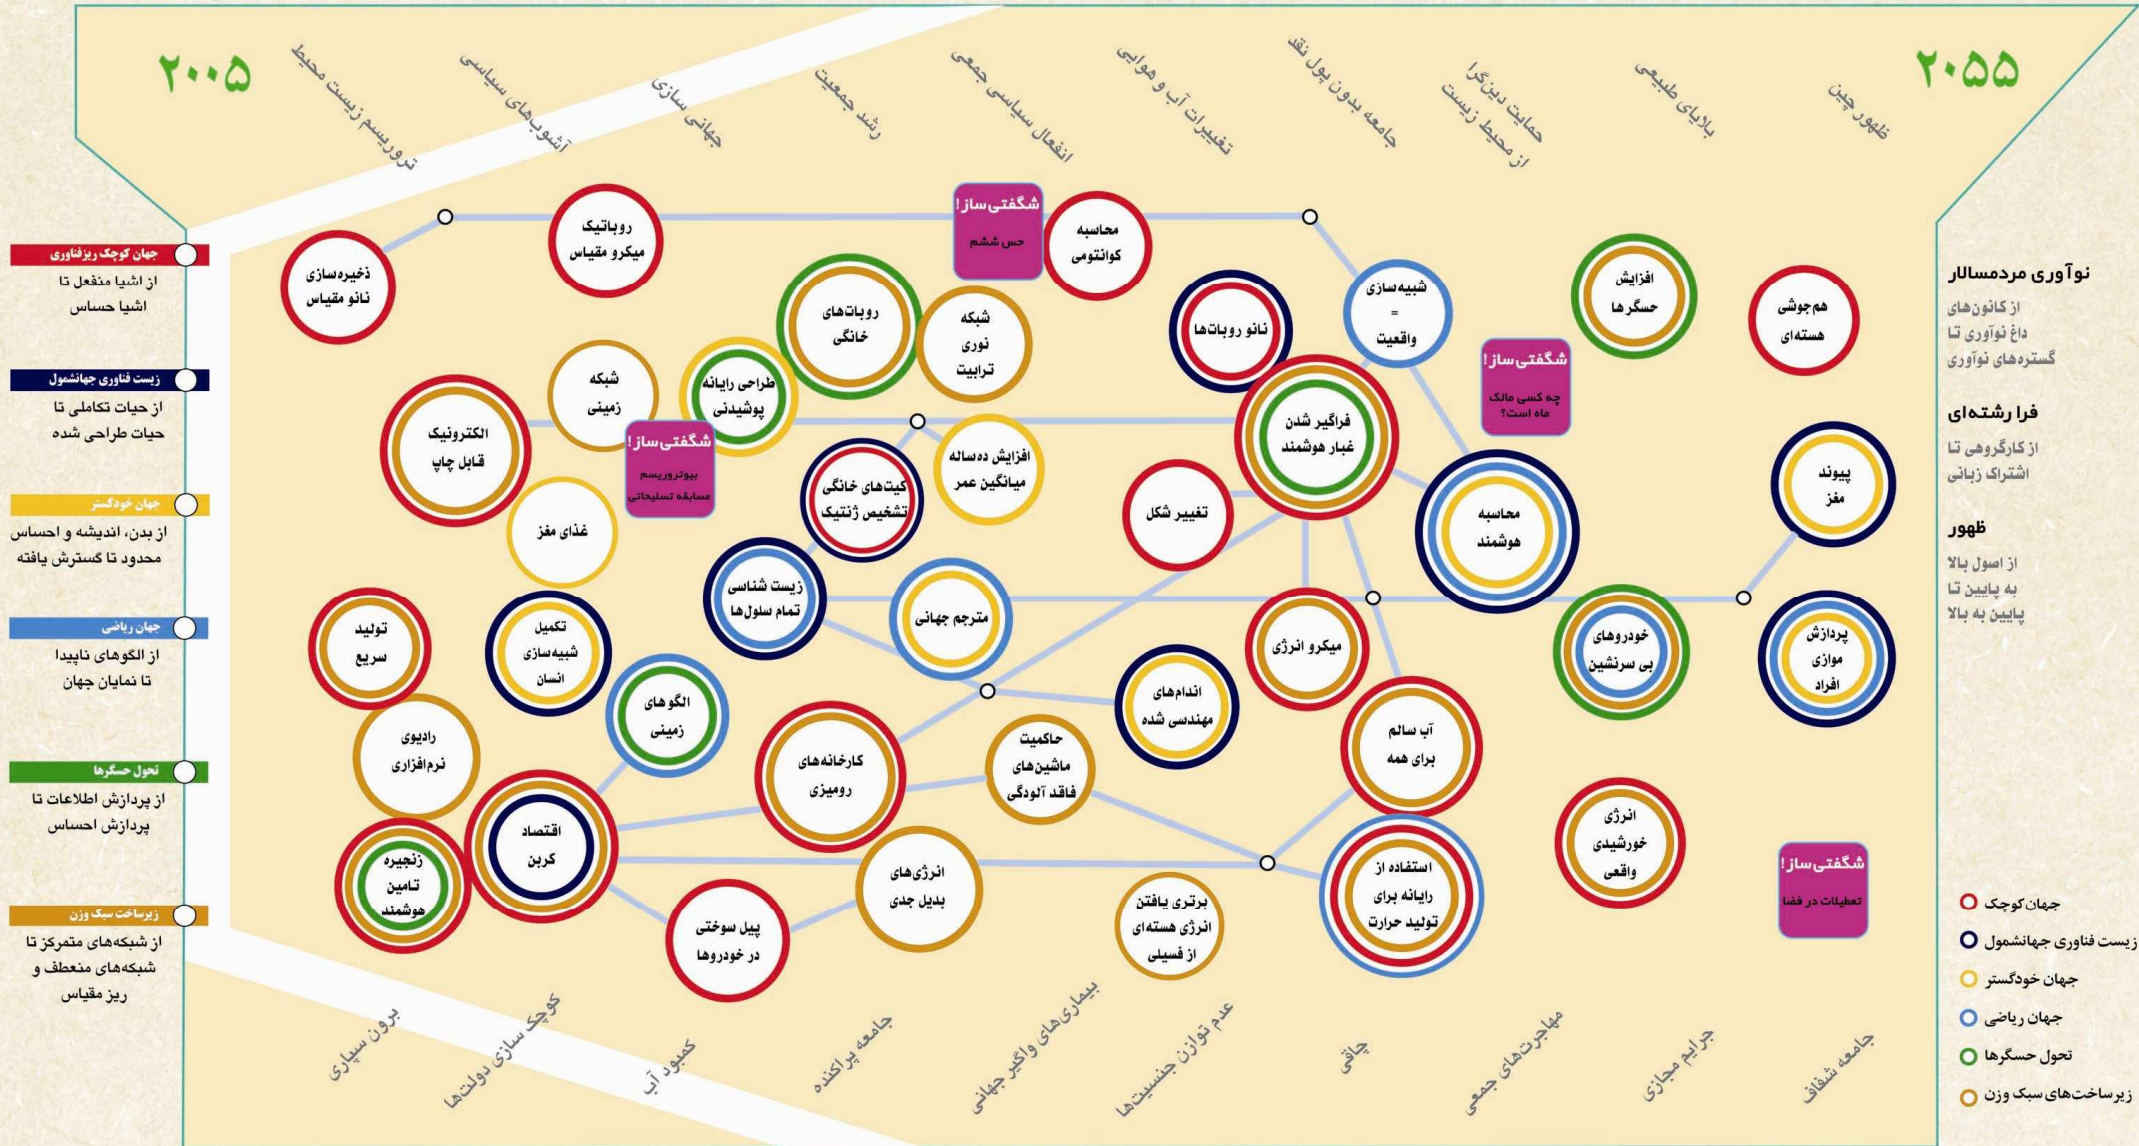 ۲۰۰۵
۲۰۵۵
تروریسم زیست محیط
آشوب‌های سیاسی
جهانی سازی
رشد جمعیت
انفعال سیاسی جمعی
تغییرات آب و هوایی
جامعه بدون پول نقد
حمایت دین‌گرا
از محیط زیست
بلایای طبیعی
ظهور چین
جهان کوچک ریزفناوری
از اشیا منفعل تا
اشیا حساس
زیست فناوری جهانشمول
از حیات تکاملی تا
حیات طراحی شده
جهان خودگستر
از بدن، اندیشه و احساس
محدود تا گسترش یافته
جهان ریاضی
از الگوهای ناپیدا
تا نمایان جهان
تحول حسگرها
از پردازش اطلاعات تا
پردازش احساس
زیرساخت سبک وزن
از شبکه‌های متمرکز تا
شبکه‌های منعطف و
ریز مقیاس
ذخیره‌سازی
نانو مقیاس
روباتیک
میکرو مقیاس
شگفتی‌ساز!
حس ششم
محاسبه
کوانتومی
روبات‌های
خانگی
شبکه
نوری
ترابیت
نانو روبات‌ها
شبیه‌سازی
=
واقعیت
افزایش
حسگرها
هم‌جوشی
هسته‌ای
شبکه
زمینی
طراحی رایانه
پوشیدنی
الکترونیک
قابل چاپ
شگفتی‌ساز!
بیوتروریسم
مسابقه تسلیحاتی
غذای مغز
کیت‌های خانگی
تشخیص ژنتیک
افزایش ده‌ساله
میانگین عمر
تغییر شکل
فراگیر شدن
غبار هوشمند
شگفتی‌ساز!
چه کسی مالک
ماه است؟
محاسبه
هوشمند
پیوند
مغز
زیست شناسی
تمام سلول‌ها
مترجم جهانی
تولید
سریع
تکمیل
شبیه‌سازی
انسان
الگوهای
زمینی
اندام‌های
مهندسی شده
میکرو انرژی
خودروهای
بی سرنشین
پردازش
موازی
افراد
رادیوی
نرم‌افزاری
کارخانه‌های
رومیزی
حاکمیت
ماشین‌های
فاقد آلودگی
آب سالم
برای همه
زنجیره
تامین
هوشمند
اقتصاد
کربن
پیل سوختی
در خودروها
انرژی‌های
بدیل جدی
برتری یافتن
انرژی هسته‌ای
از فسیلی
استفاده از
رایانه برای
تولید حرارت
انرژی
خورشیدی
واقعی
شگفتی‌ساز!
تعطیلات در فضا
برون سپاری
کوچک سازی دولت‌ها
کمبود آب
جامعه پراکنده
بیماری‌های واگیر جهانی
عدم توازن جنسیت‌ها
چاقی
مهاجرت‌های جمعی
جرایم مجازی
جامعه شفاف
نوآوری مردمسالار
از کانون‌های
داغ نوآوری تا
گستره‌های نوآوری
فرا رشته‌ای
از کارگروهی تا
اشتراک زبانی
ظهور
از اصول بالا
به پایین تا
پایین به بالا
جهان کوچک
زیست فناوری جهانشمول
جهان خودگستر
جهان ریاضی
تحول حسگرها
زیرساخت‌های سبک وزن